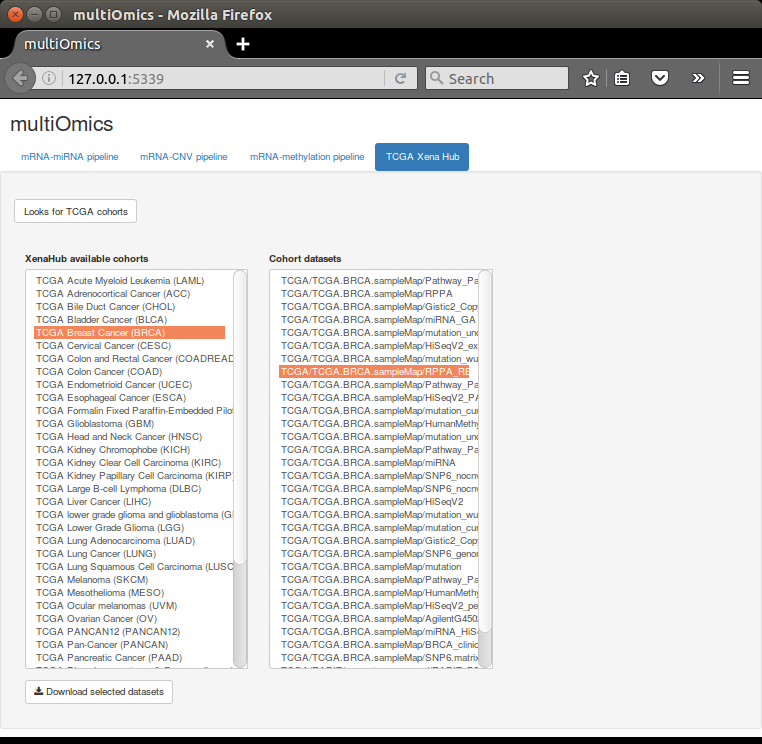 multiOmics - Mozilla Firefox
multiOmics
127.0.0.1:5339
Search
multiOmics
mRNA-miRNA pipeline
mRNA-CNV pipeline
mRNA-methylation pipeline
TCGA Xena Hub
Looks for TCGA cohorts
XenaHub available cohorts
TCGA Acute Myeloid Leukemia (LAML)
TCGA Adrenocortical Cancer (ACC)
TCGA Bile Duct Cancer (CHOL)
TCGA Bladder Cancer (BLCA)
TCGA Breast Cancer (BRCA)
TCGA Cervical Cancer (CESC)
TCGA Colon and Rectal Cancer (COADREAD
TCGA Colon Cancer (COAD)
TCGA Endometrioid Cancer (UCEC)
TCGA Esophageal Cancer (ESCA)
TCGA Formalin Fixed Paraffin-Embedded Pilo
TCGA Glioblastoma (GBM)
TCGA Head and Neck Cancer (HNSC)
TCGA Kidney Chromophobe (KICH)
TCGA Kidney Clear Cell Carcinoma (KIRC)
TCGA Kidney Papillary Cell Carcinoma (KIRP
TCGA Large B-cell Lymphoma (DLBC)
TCGA Liver Cancer (LIHC)
TCGA lower grade glioma and glioblastoma (G
TCGA Lower Grade Glioma (LGG)
TCGA Lung Adenocarcinoma (LUAD)
TCGA Lung Cancer (LUNG)
TCGA Lung Squamous Cell Carcinoma (LUSC
TCGA Melanoma (SKCM)
TCGA Mesothelioma (MESO)
TCGA Ocular melanomas (UVM)
TCGA Ovarian Cancer (OV)
TCGA PANCAN12 (PANCAN12)
TCGA Pan-Cancer (PANCAN)
TCGA Pancreatic Cancer (PAAD)
Cohort datasets
TCGA/TCGA.BRCA.sampleMap/Pathway_Pa
TCGA/TCGA.BRCA.sampleMap/RPPA
TCGA/TCGA.BRCA.sampleMap/Gistic2_Cop
TCGA/TCGA.BRCA.sampleMap/miRNA_GA
TCGA/TCGA.BRCA.sampleMap/mutation_und
TCGA/TCGA.BRCA.sampleMap/HiSeqV2_ex
TCGA/TCGA.BRCA.sampleMap/mutation_wu
TCGA/TCGA.BRCA.sampleMap/RPPA_RB
TCGA/TCGA.BRCA.sampleMap/Pathway_Pa
TCGA/TCGA.BRCA.sampleMap/HiSeqV2_PA
TCGA/TCGA.BRCA.sampleMap/mutation_cur
TCGA/TCGA.BRCA.sampleMap/HumanMethy
TCGA/TCGA.BRCA.sampleMap/mutation_und
TCGA/TCGA.BRCA.sampleMap/Pathway_Pa
TCGA/TCGA.BRCA.sampleMap/miRNA
TCGA/TCGA.BRCA.sampleMap/SNP6_nocnv
TCGA/TCGA.BRCA.sampleMap/SNP6_nocnv
TCGA/TCGA.BRCA.sampleMap/HiSeqV2
TCGA/TCGA.BRCA.sampleMap/mutation_wu
TCGA/TCGA.BRCA.sampleMap/mutation_cur
TCGA/TCGA.BRCA.sampleMap/Gistic2_Cop
TCGA/TCGA.BRCA.sampleMap/SNP6_genom
TCGA/TCGA.BRCA.sampleMap/mutation
TCGA/TCGA.BRCA.sampleMap/Pathway_Pa
TCGA/TCGA.BRCA.sampleMap/HumanMethy
TCGA/TCGA.BRCA.sampleMap/HiSeqV2_pe
TCGA/TCGA.BRCA.sampleMap/AgilentG450
TCGA/TCGA.BRCA.sampleMap/miRNA_HiSe
TCGA/TCGA.BRCA.sampleMap/BRCA_clinic
TCGA/TCGA.BRCA.sampleMap/SNP6.matrix
Download selected datasets